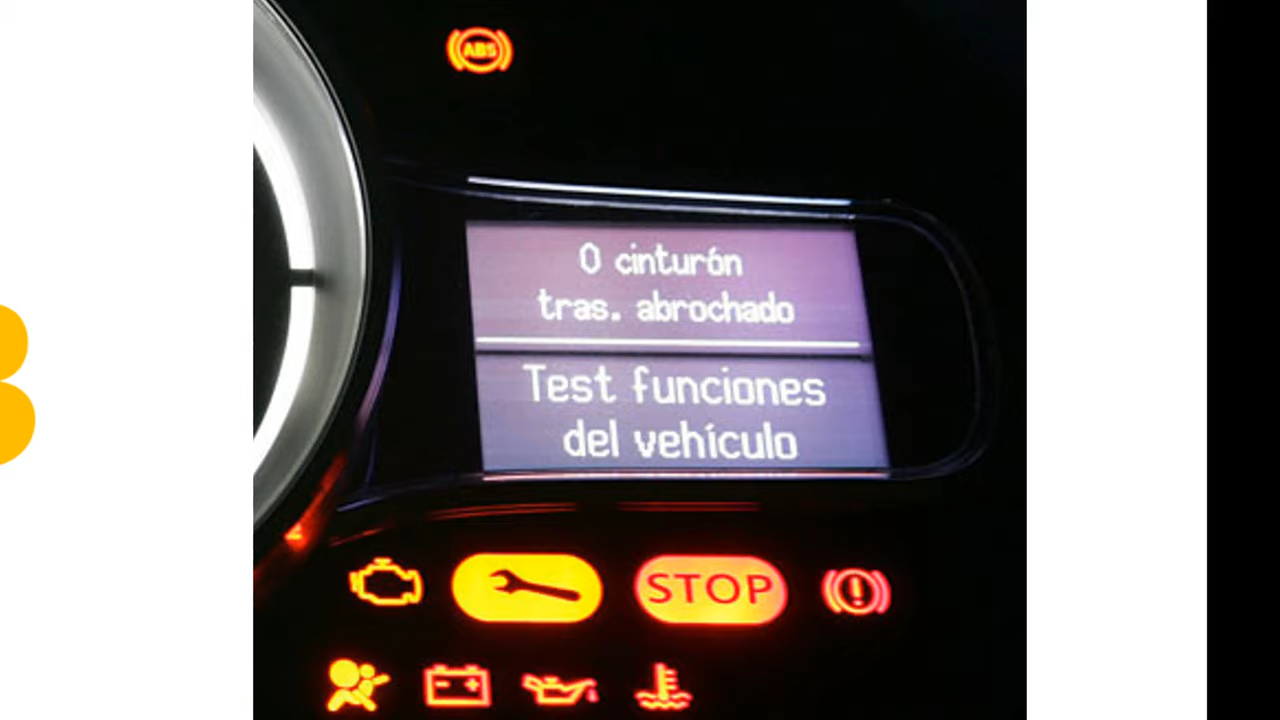 ABS
0 cinturón
tras. abrochado
Test funciones
del vehículo
STOP